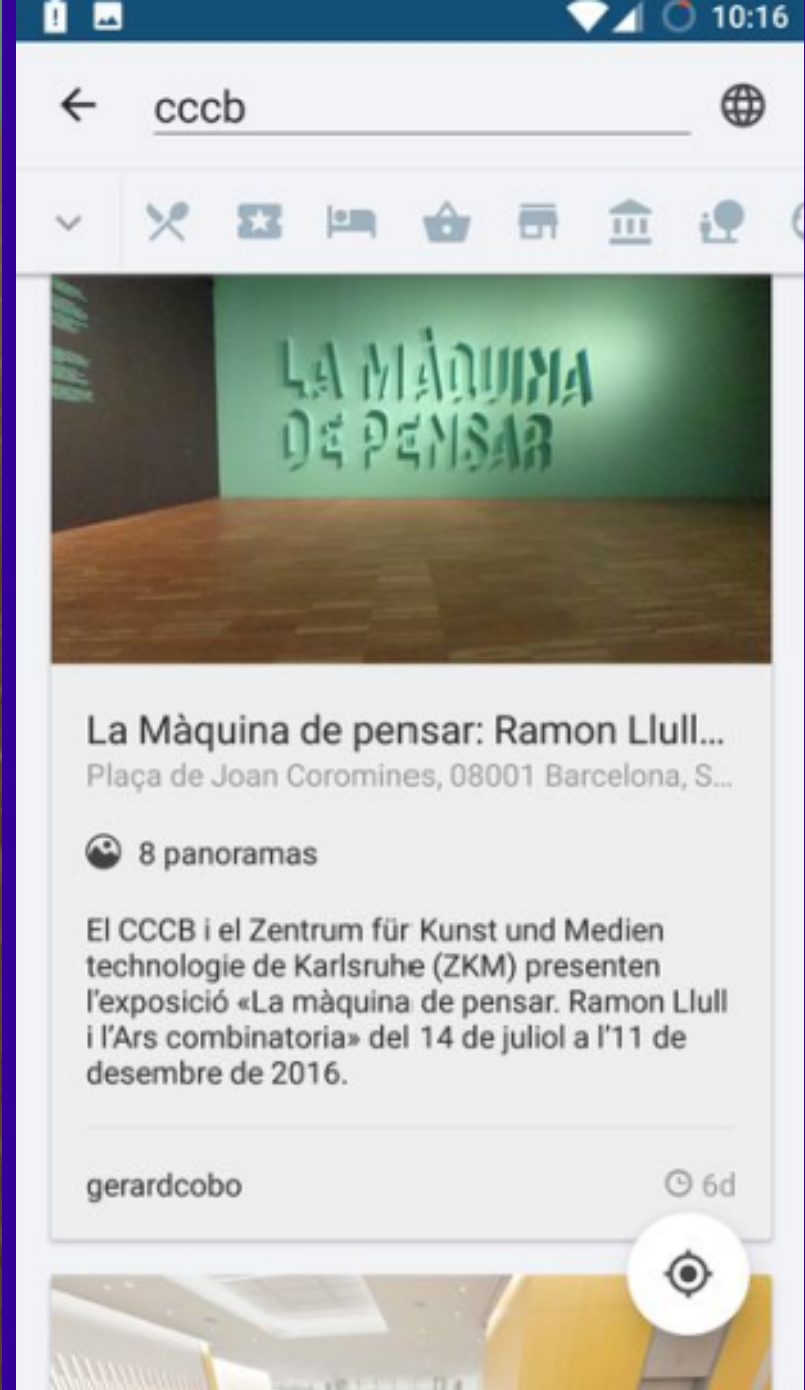 10:16
cccb
LA MÀQUINA
DE PENSAR
La Màquina de pensar: Ramon Llull...
Plaça de Joan Coromines, 08001 Barcelona, S...
8 panoramas
El CCCB i el Zentrum für Kunst und Medien
technologie de Karlsruhe (ZKM) presenten
l'exposició «La màquina de pensar. Ramon Llull
i l'Ars combinatoria» del 14 de juliol a l'11 de
desembre de 2016.
gerardcobo
6d